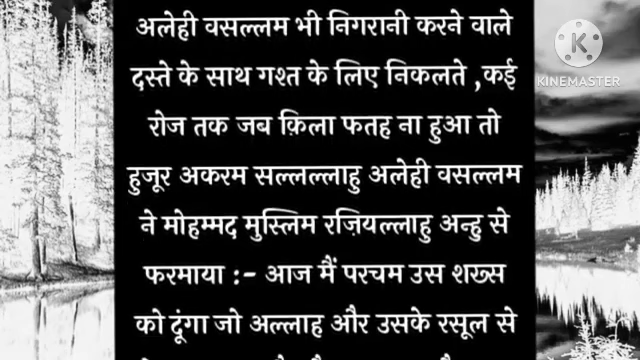 अलेही वसल्लम भी निगरानी करने वाले
दस्ते के साथ गश्त के लिए निकलते ,कई
रोज तक जब क़िला फतह ना हुआ तो
हुजूर अकरम सल्लल्लाहु अलेही वसल्लम
ने मोहम्मद मुस्लिम रज़ियल्लाहु अन्हु से
फरमाया :- आज मैं परचम उस शख्स
को दूंगा जो अल्लाह और उसके रसूल से
KINEMASTER